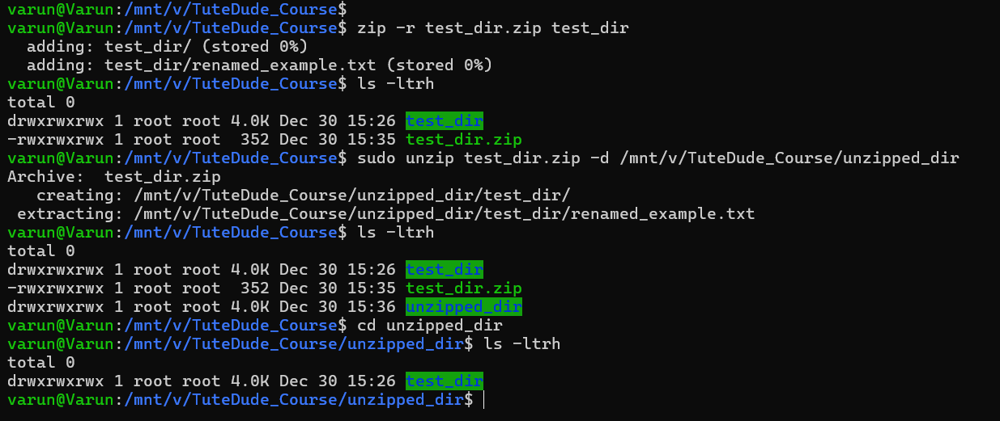 varun@Varun:/mnt/v/TuteDude_Course$
varun@Varun:/mnt/v/TuteDude_Course$ zip -r test_dir.zip test_dir
  adding: test_dir/ (stored 0%)
  adding: test_dir/renamed_example.txt (stored 0%)
varun@Varun:/mnt/v/TuteDude_Course$ ls -ltrh
total 0
drwxrwxrwx 1 root root 4.0K Dec 30 15:26 test_dir
-rwxrwxrwx 1 root root  352 Dec 30 15:35 test_dir.zip
varun@Varun:/mnt/v/TuteDude_Course$ sudo unzip test_dir.zip -d /mnt/v/TuteDude_Course/unzipped_dir
Archive:  test_dir.zip
   creating: /mnt/v/TuteDude_Course/unzipped_dir/test_dir/
 extracting: /mnt/v/TuteDude_Course/unzipped_dir/test_dir/renamed_example.txt
varun@Varun:/mnt/v/TuteDude_Course$ ls -ltrh
total 0
drwxrwxrwx 1 root root 4.0K Dec 30 15:26 test_dir
-rwxrwxrwx 1 root root  352 Dec 30 15:35 test_dir.zip
drwxrwxrwx 1 root root 4.0K Dec 30 15:36 unzipped_dir
varun@Varun:/mnt/v/TuteDude_Course$ cd unzipped_dir
varun@Varun:/mnt/v/TuteDude_Course/unzipped_dir$ ls -ltrh
total 0
drwxrwxrwx 1 root root 4.0K Dec 30 15:26 test_dir
varun@Varun:/mnt/v/TuteDude_Course/unzipped_dir$